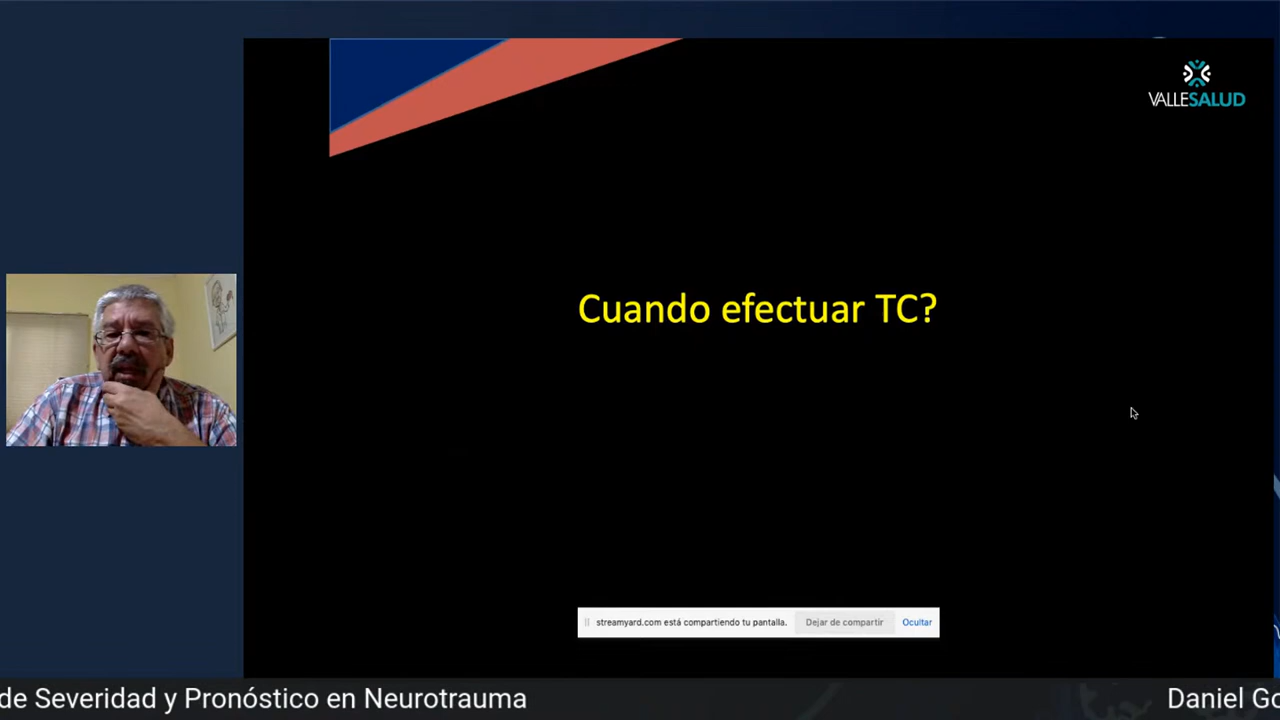 VALLESALUD
Cuando efectuar TC?
streamyard.com está compartiendo tu pantalla. Dejar de compartir Ocultar
de Severidad y Pronóstico en Neurotrauma
Daniel